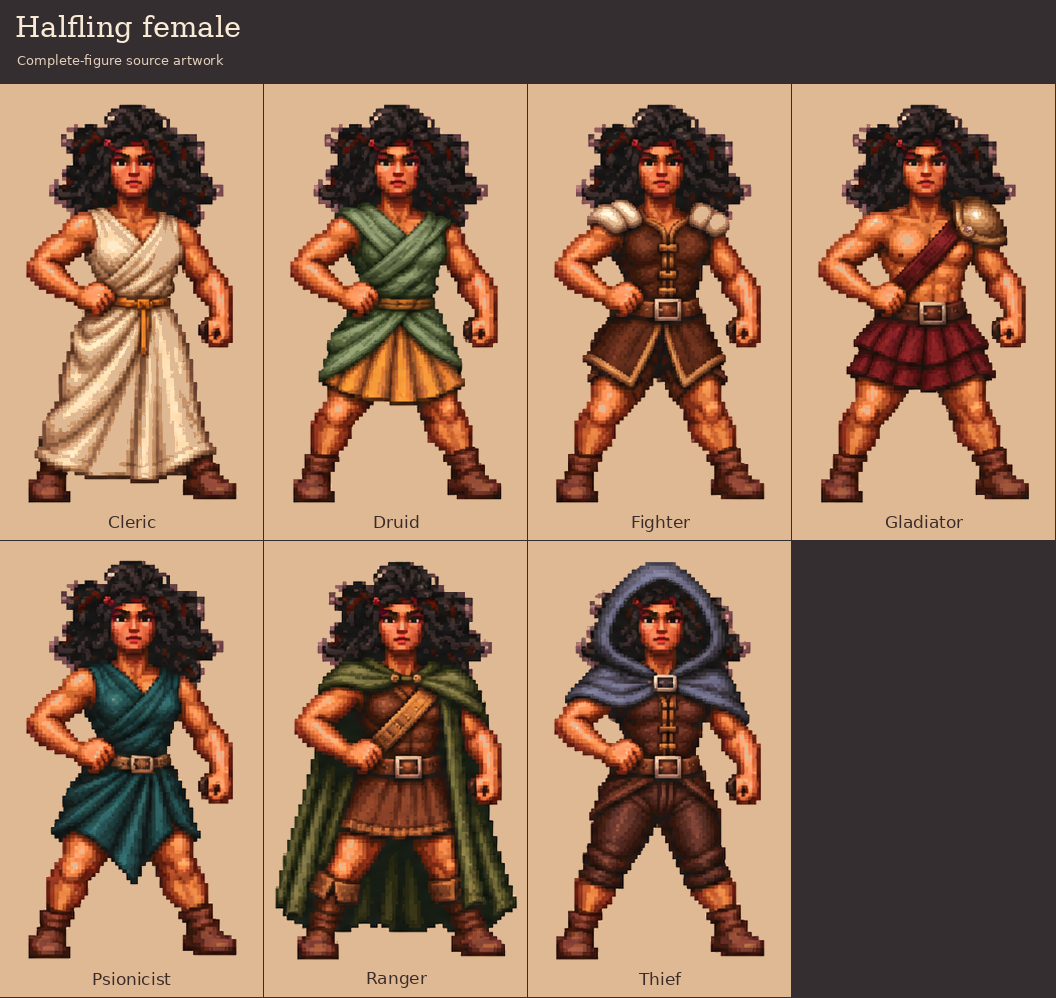 Halfling female
Complete-figure source artwork
Cleric
Druid
Fighter
Gladiator
Psionicist
Ranger
Thief